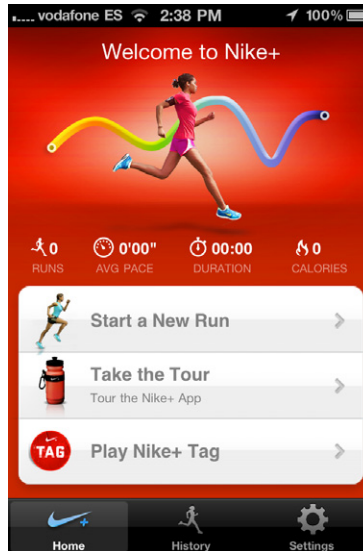 vodafone ES 2:38 PM 100%
Welcome to Nike+
0 0'00" 00:00 0
RUNS AVG PACE DURATION CALORIES
Start a New Run
Take the Tour
Tour the Nike+ App
TAG Play Nike+ Tag
Home History Settings